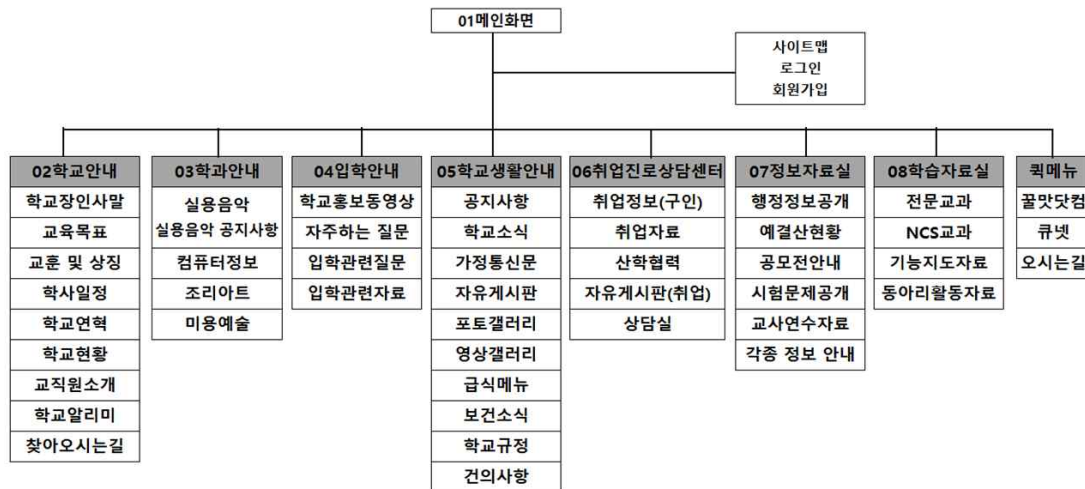 01메인화면
사이트맵
로그인
회원가입
02학교안내
학교장인사말
교육목표
교훈 및 상징
학사일정
학교연혁
학교현황
교직원소개
학교알리미
찾아오시는길
03학과안내
실용음악
실용음악 공지사항
컴퓨터정보
조리아트
미용예술
04입학안내
학교홍보동영상
자주하는 질문
입학관련질문
입학관련자료
05학교생활안내
공지사항
학교소식
가정통신문
자유게시판
포토갤러리
영상갤러리
급식메뉴
보건소식
학교규정
건의사항
06취업진로상담센터
취업정보(구인)
취업자료
산학협력
자유게시판(취업)
상담실
07정보자료실
행정정보공개
예결산현황
공모전안내
시험문제공개
교사연수자료
각종 정보 안내
08학습자료실
전문교과
NCS교과
기능지도자료
동아리활동자료
퀵메뉴
꿀맛닷컴
큐넷
오시는길